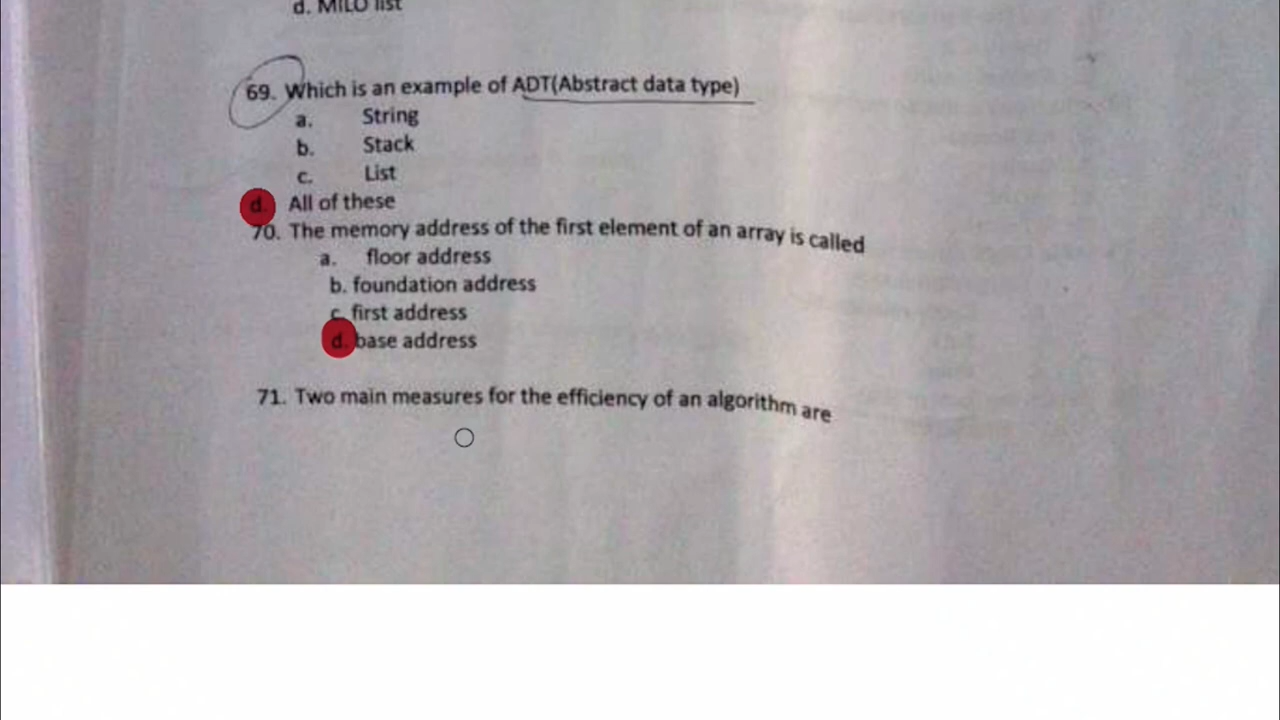 d. MILO list
69. Which is an example of ADT(Abstract data type)
a. String
b. Stack
c. List
d. All of these
70. The memory address of the first element of an array is called
a. floor address
b. foundation address
c. first address
d. base address
71. Two main measures for the efficiency of an algorithm are